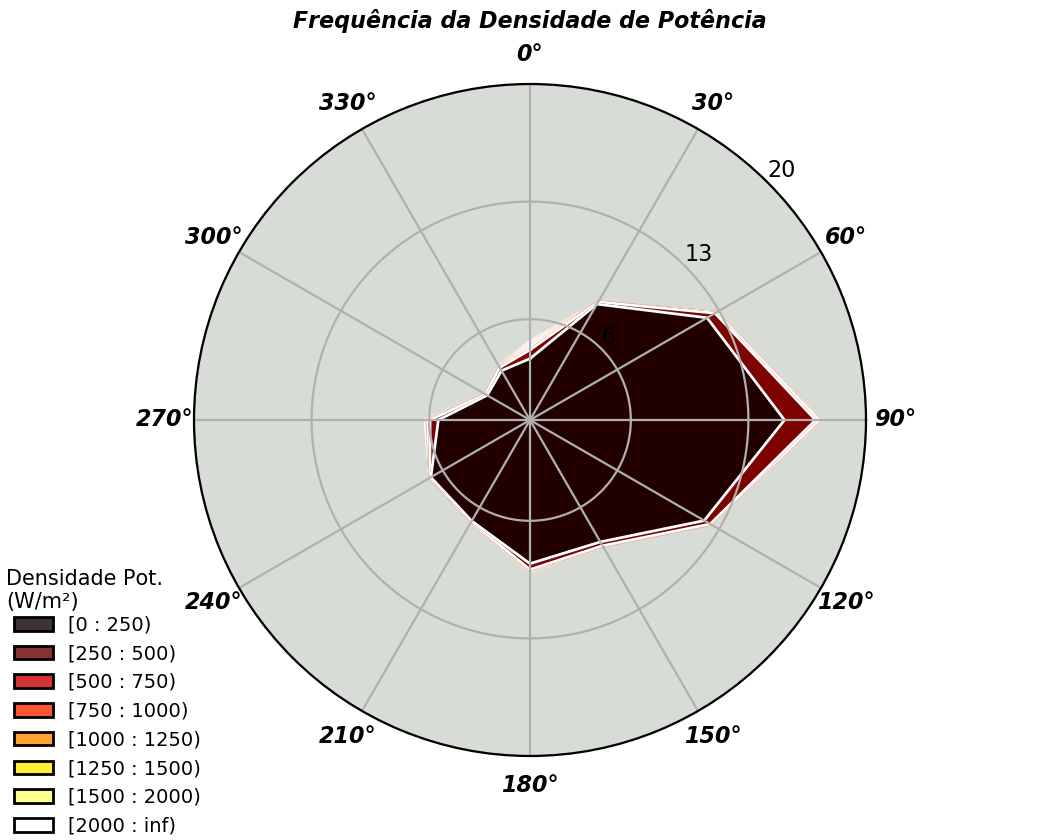 Frequência da Densidade de Potência
0°
330°
30°
20
300°
60°
13
6
270°
90°
Densidade Pot.
(W/m²)
240°
120°
[0 : 250)
[250 : 500)
[500 : 750)
[750 : 1000)
210°
150°
[1000 : 1250)
[1250 : 1500)
180°
[1500 : 2000)
[2000 : inf)